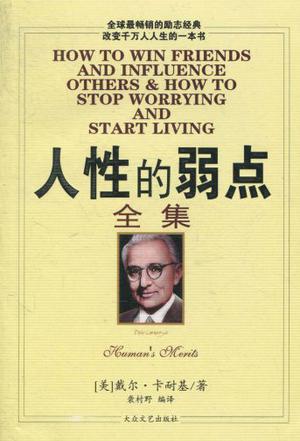 全球最畅销的励志经典
改变千万人人生的一本书
HOW TO WIN FRIENDS
AND INFLUENCE
OTHERS & HOW TO
STOP WORRYING
AND
START LIVING
人性的弱点
全集
Dale Carnegie
Human's Merits
[美]戴尔·卡耐基/著
袁村野 编译
大众文艺出版社